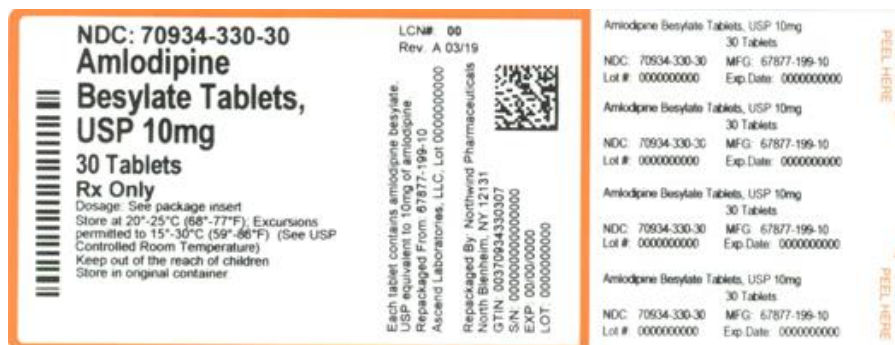 NDC: 70934-330-30
Amlodipine
Besylate Tablets,
USP 10mg
30 Tablets
Rx Only
Dosage: See package insert
Store at 20°-25°C (68°-77°F); Excursions
permitted to 15°-30°C (59°-86°F) (See USP
Controlled Room Temperature)
Keep out of the reach of children
Store in original container
LCN#: 00
Rev. A 03/19
Each tablet contains amlodipine besylate,
USP equivalent to 10mg of amlodipine
Repackaged From: 67877-199-10
Ascend Laboratories, LLC, Lot 0000000000
Repackaged By: Northwind Pharmaceuticals
North Blenheim, NY 12131
GTIN: 00370934330307
S/N: 00000000000000
EXP: 00/00/0000
LOT: 0000000000
Amlodipine Besylate Tablets, USP 10mg
30 Tablets
NDC: 70934-330-30 MFG: 67877-199-10
Lot #: 0000000000 Exp.Date: 0000000000
Amlodipine Besylate Tablets, USP 10mg
30 Tablets
NDC: 70934-330-30 MFG: 67877-199-10
Lot #: 0000000000 Exp.Date: 0000000000
Amlodipine Besylate Tablets, USP 10mg
30 Tablets
NDC: 70934-330-30 MFG: 67877-199-10
Lot #: 0000000000 Exp.Date: 0000000000
Amlodipine Besylate Tablets, USP 10mg
30 Tablets
NDC: 70934-330-30 MFG: 67877-199-10
Lot #: 0000000000 Exp.Date: 0000000000
PEEL HERE
PEEL HERE